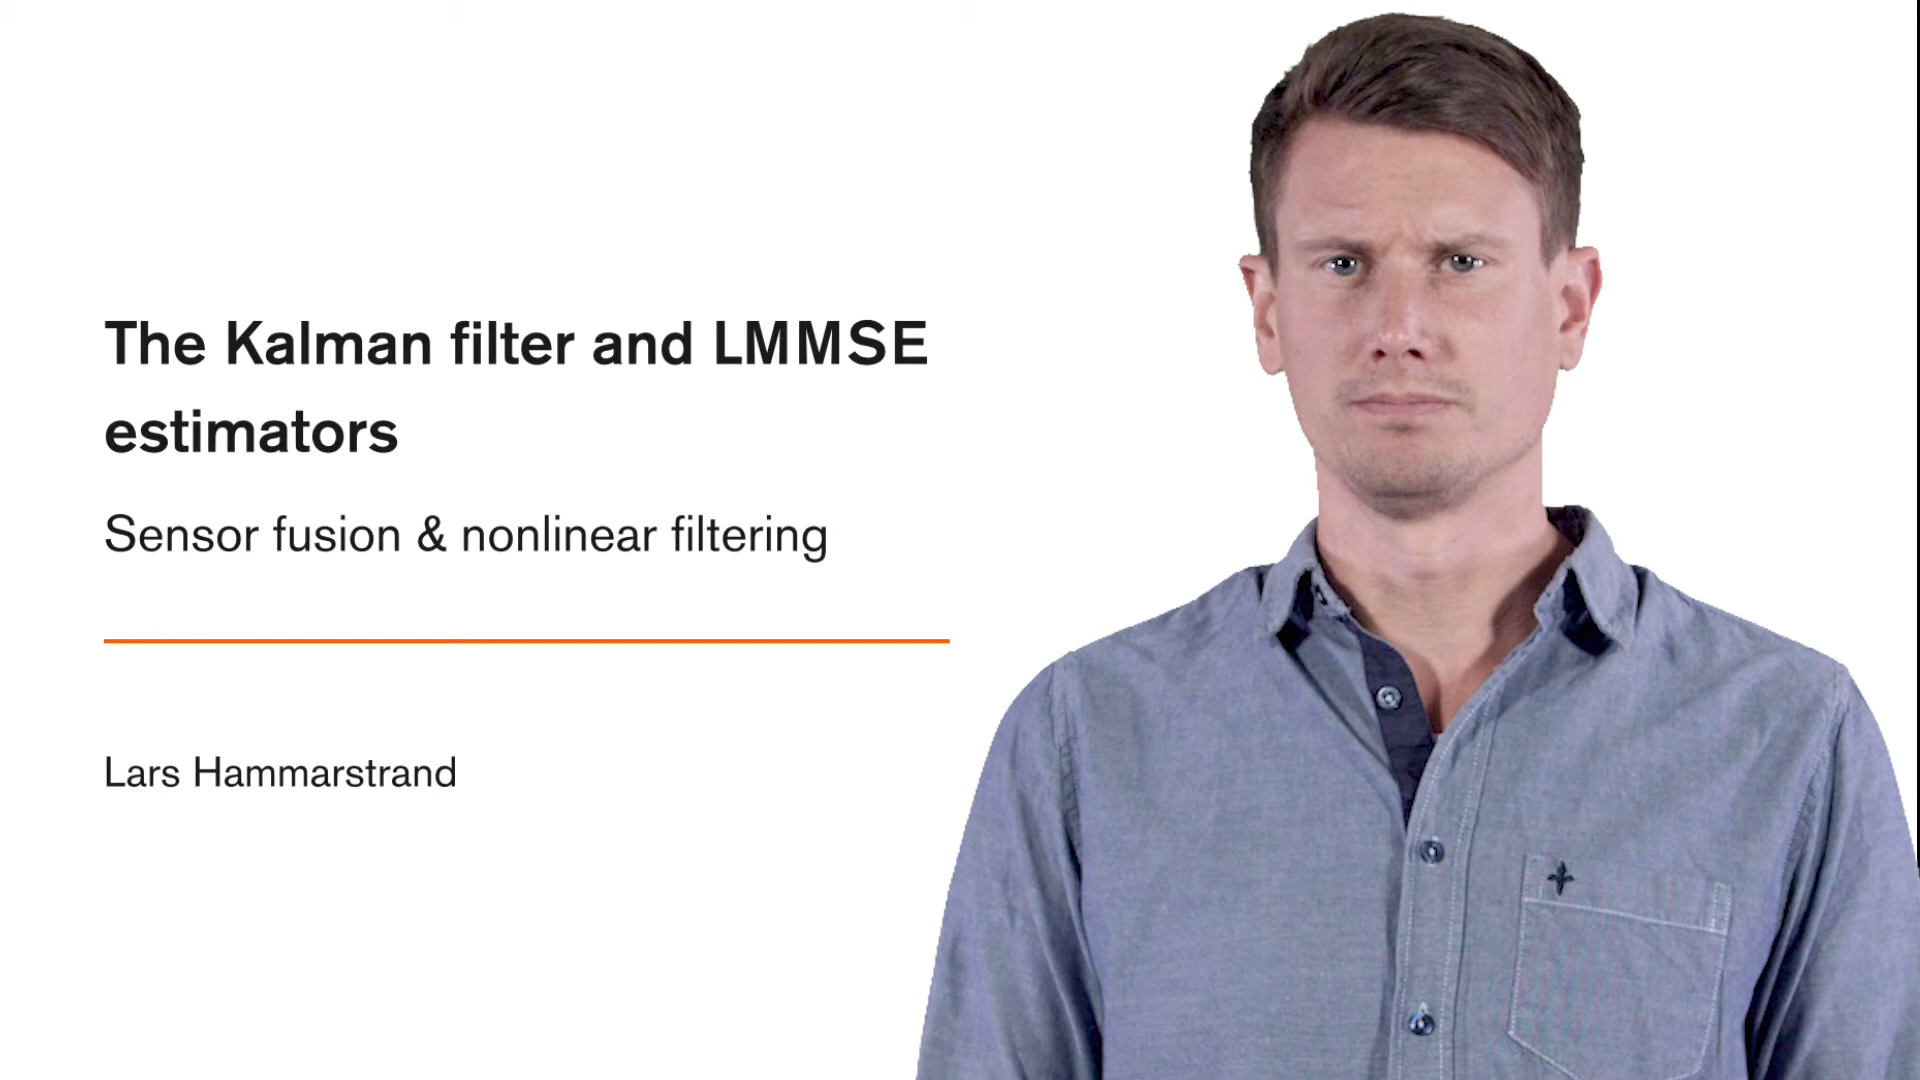 The Kalman filter and LMMSE
estimators
Sensor fusion & nonlinear filtering
Lars Hammarstrand